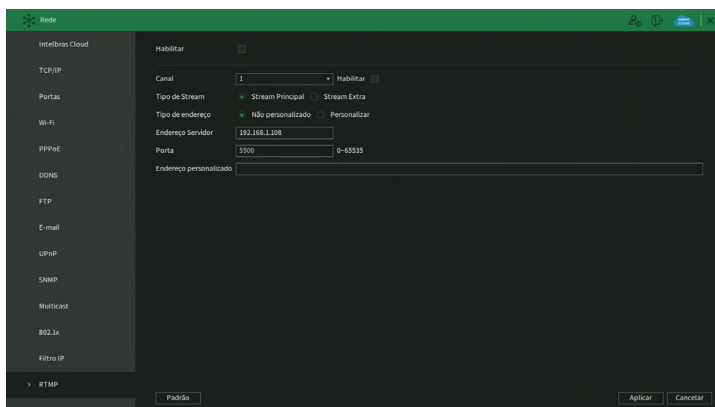 Rede
Intelbras Cloud
TCP/IP
Portas
Wi-Fi
PPPoE
DDNS
FTP
E-mail
UPnP
SNMP
Multicast
802.1x
Filtro IP
> RTMP
Habilitar
Canal 1 Habilitar
Tipo de Stream Stream Principal Stream Extra
Tipo de endereço Não personalizado Personalizar
Endereço Servidor 192.168.1.108
Porta 5500 0~65535
Endereço personalizado
Padrão Aplicar Cancelar